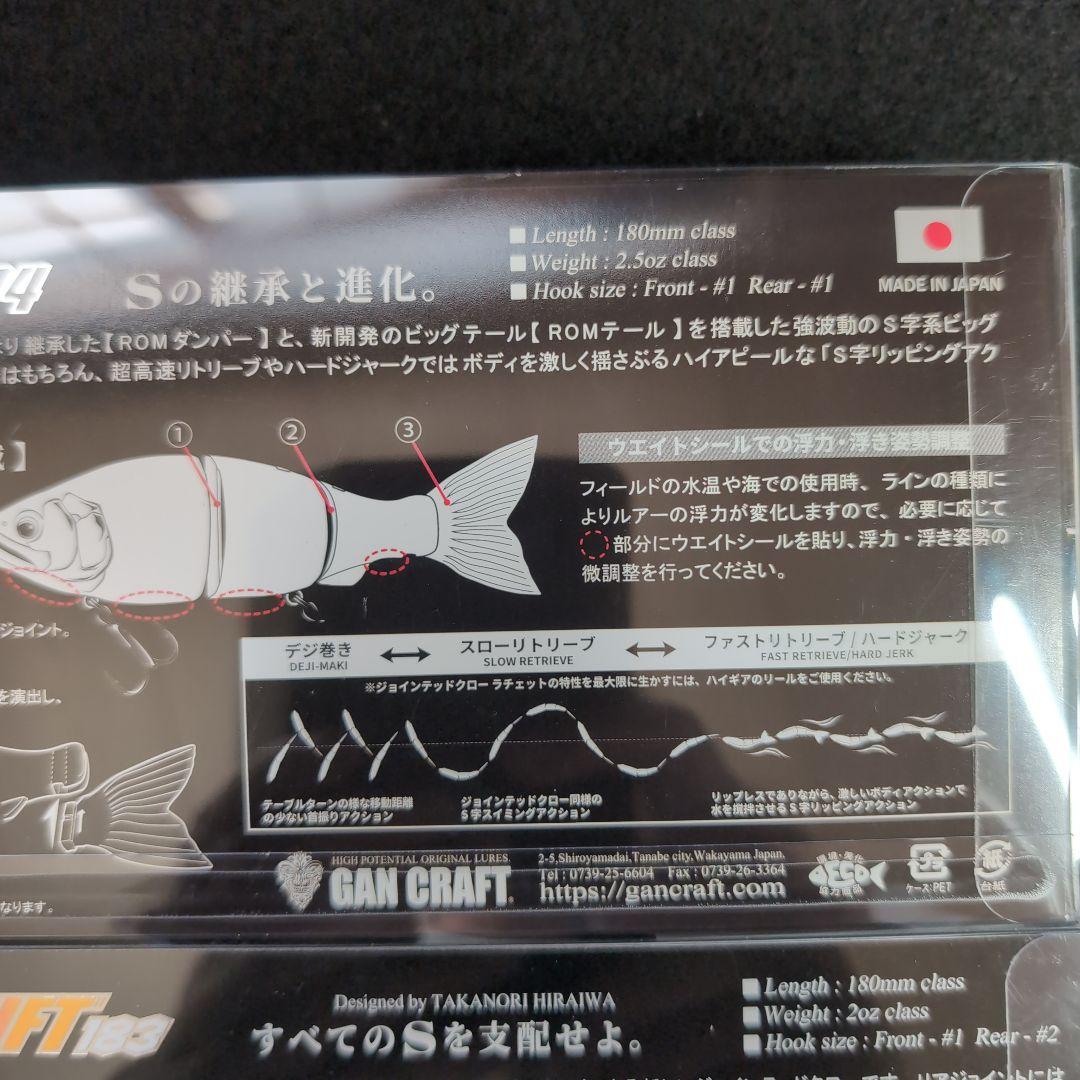 4
Sの継承と進化。
■ Length : 180mm class
■ Weight : 2.5oz class
■ Hook size : Front - #1 Rear - #1
MADE IN JAPAN
り継承した【ROMダンパー】と、新開発のビッグテール【ROMテール】を搭載した強波動のS字系ビッグ
はもちろん、超高速リトリーブやハードジャークではボディを激しく揺さぶるハイアピールな「S字リッピングアク
】
① ② ③
ウエイトシールでの浮力・浮き姿勢調整
フィールドの水温や海での使用時、ラインの種類に
よりルアーの浮力が変化しますので、必要に応じて
部分にウエイトシールを貼り、浮力・浮き姿勢の
微調整を行ってください。
ジョイント。
を演出し、
デジ巻き ⟷ スローリトリーブ ⟷ ファストリトリーブ / ハードジャーク
DEJI-MAKI SLOW RETRIEVE FAST RETRIEVE/HARD JERK
※ジョインテッドクロー ラチェットの特性を最大限に生かすには、ハイギアのリールをご使用ください。
テーブルターンの様な移動距離
の少ない首振りアクション
ジョインテッドクロー同様の
S字スイミングアクション
リップレスでありながら、激しいボディアクションで
水を撹拌させるS字リッピングアクション
なります。
HIGH POTENTIAL ORIGINAL LURES.
GAN CRAFT®
2-5,Shiroyamadai,Tanabe city,Wakayama Japan.
Tel : 0739-25-6604 Fax : 0739-26-3364
https://gancraft.com
環境・美化
ECO
協力商品
ケース:PET
紙
台紙
IFT183
Designed by TAKANORI HIRAIWA
すべてのSを支配せよ。
■ Length : 180mm class
■ Weight : 2oz class
■ Hook size : Front - #1 Rear - #2